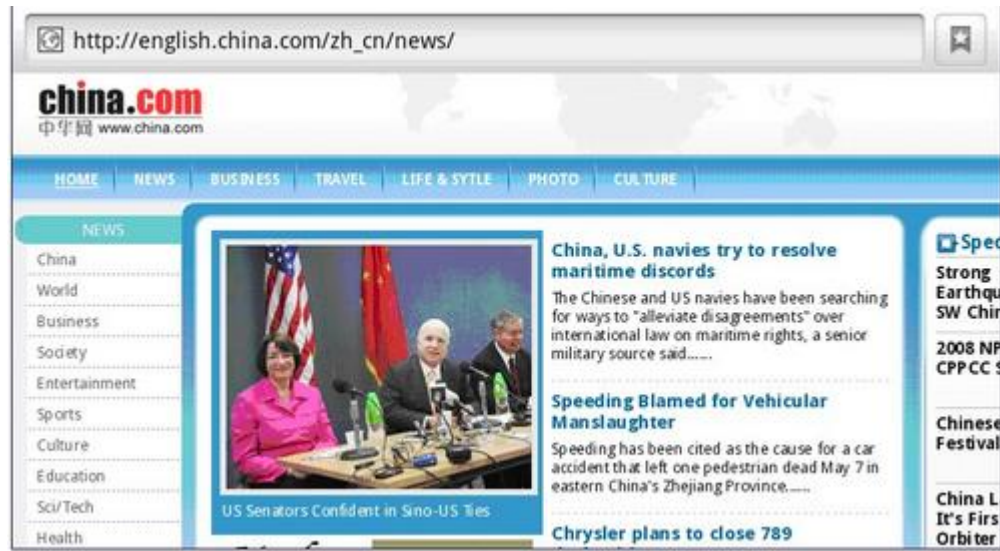 http://english.china.com/zh_cn/news/
china.com
中华网 www.china.com
HOME NEWS BUSINESS TRAVEL LIFE & SYTLE PHOTO CULTURE
NEWS
China
World
Business
Society
Entertainment
Sports
Culture
Education
Sci/Tech
Health
US Senators Confident in Sino-US Ties
China, U.S. navies try to resolve
maritime discords
The Chinese and US navies have been searching
for ways to "alleviate disagreements" over
international law on maritime rights, a senior
military source said......
Speeding Blamed for Vehicular
Manslaughter
Speeding has been cited as the cause for a car
accident that left one pedestrian dead May 7 in
eastern China's Zhejiang Province......
Chrysler plans to close 789
Spec
Strong
Earthqu
SW Chin
2008 NP
CPPCC S
Chinese
Festival
China L
It's Firs
Orbiter